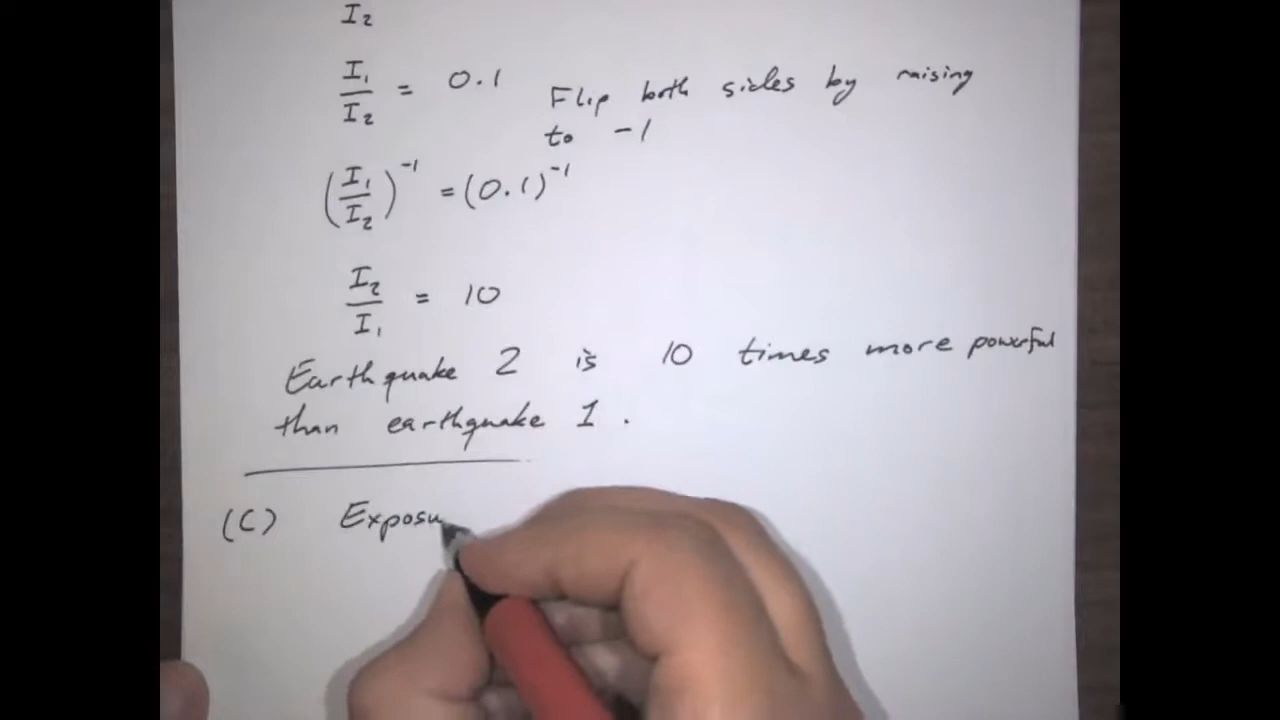 I₂
I₁/I₂ = 0.1 Flip both sides by raising
to -1
(I₁/I₂)⁻¹ = (0.1)⁻¹
I₂/I₁ = 10
Earthquake 2 is 10 times more powerful
than earthquake 1.
(C) Exposu